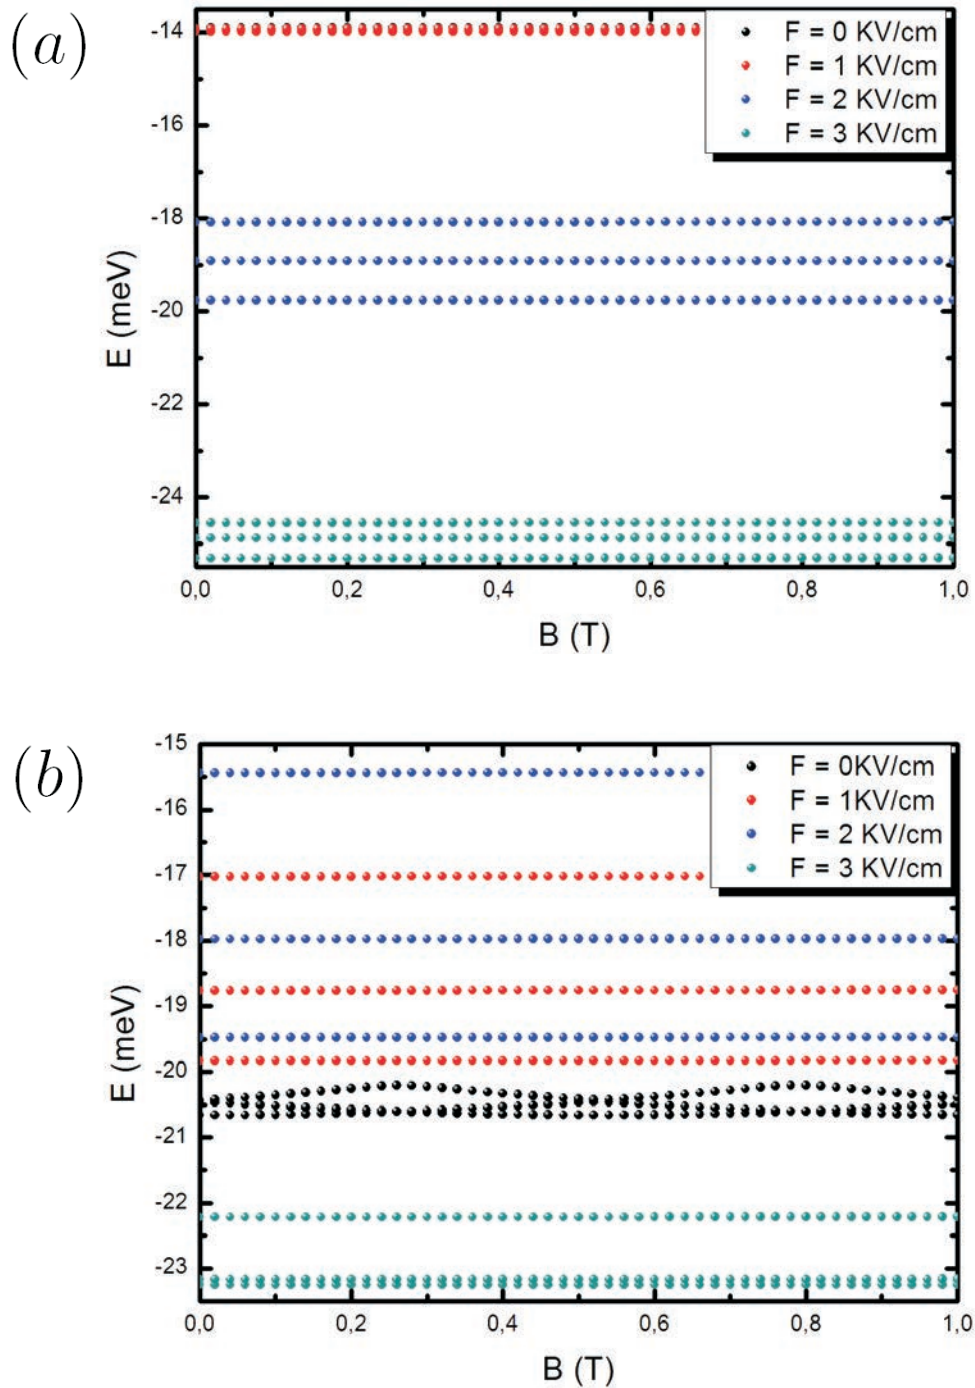 (a)
F = 0 KV/cm
F = 1 KV/cm
F = 2 KV/cm
F = 3 KV/cm
-14
-16
-18
-20
-22
-24
E (meV)
0,0 0,2 0,4 0,6 0,8 1,0
B (T)
(b)
F = 0KV/cm
F = 1KV/cm
F = 2 KV/cm
F = 3 KV/cm
-15
-16
-17
-18
-19
-20
-21
-22
-23
E (meV)
0,0 0,2 0,4 0,6 0,8 1,0
B (T)